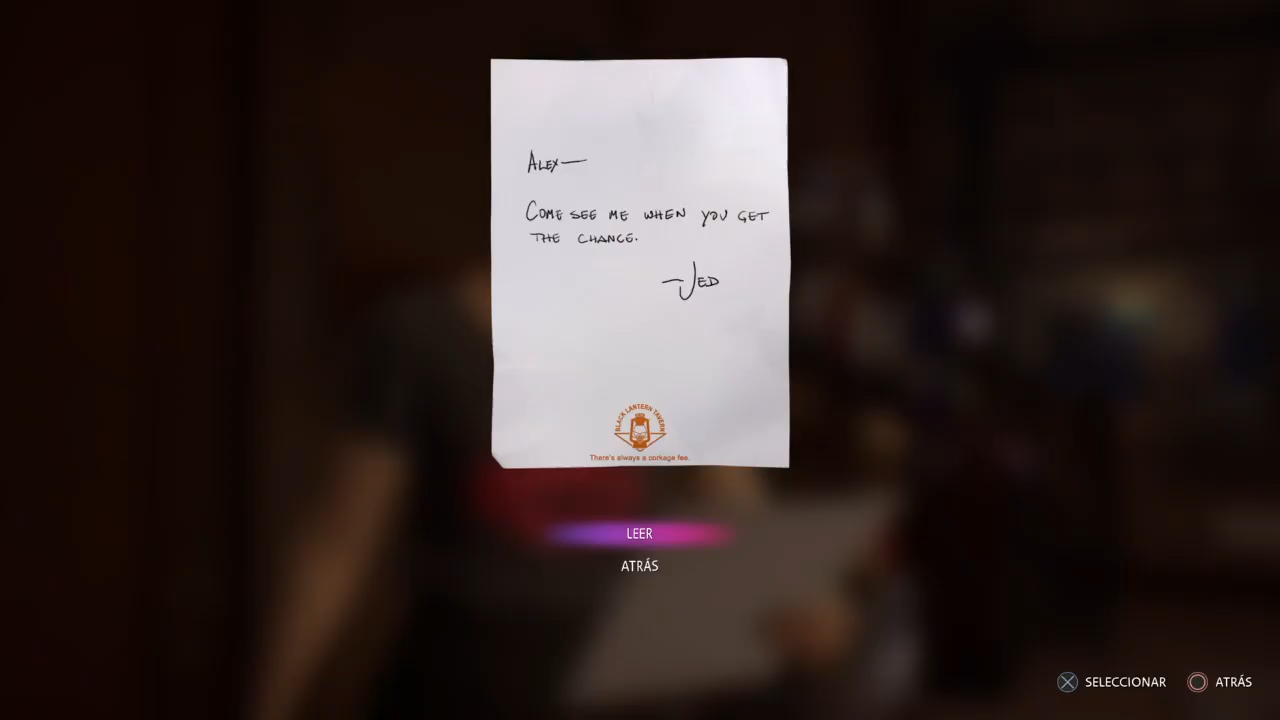 ALEX—
COME SEE ME WHEN YOU GET
THE CHANCE.
—JED
BLACK LANTERN TAVERN
There's always a corkage fee.
LEER
ATRÁS
SELECCIONAR ATRÁS